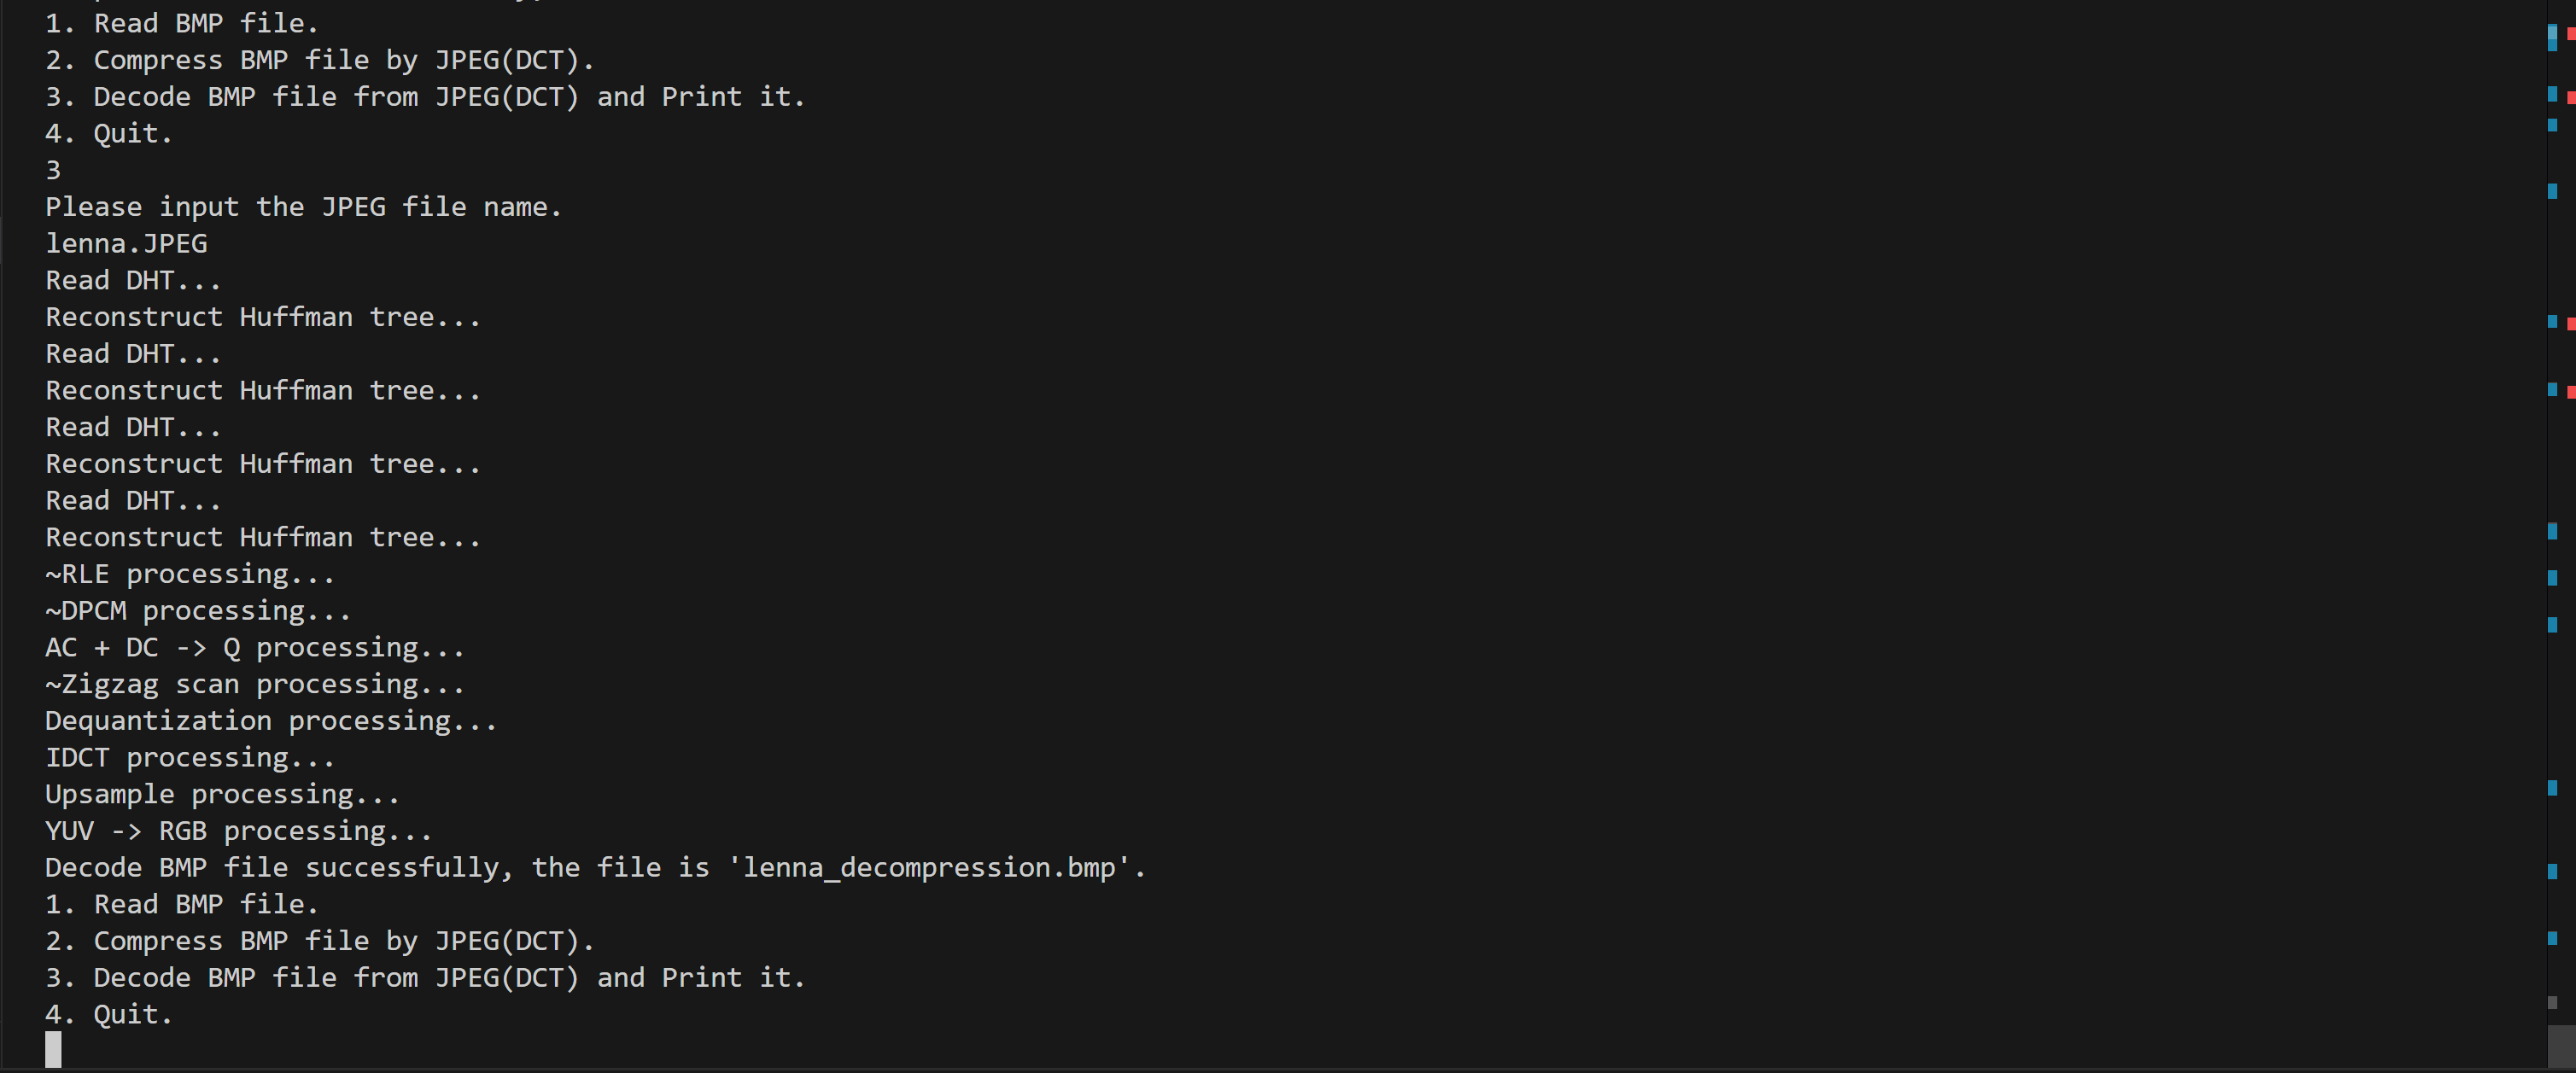 1. Read BMP file.
2. Compress BMP file by JPEG(DCT).
3. Decode BMP file from JPEG(DCT) and Print it.
4. Quit.
3
Please input the JPEG file name.
lenna.JPEG
Read DHT...
Reconstruct Huffman tree...
Read DHT...
Reconstruct Huffman tree...
Read DHT...
Reconstruct Huffman tree...
Read DHT...
Reconstruct Huffman tree...
~RLE processing...
~DPCM processing...
AC + DC -> Q processing...
~Zigzag scan processing...
Dequantization processing...
IDCT processing...
Upsample processing...
YUV -> RGB processing...
Decode BMP file successfully, the file is 'lenna_decompression.bmp'.
1. Read BMP file.
2. Compress BMP file by JPEG(DCT).
3. Decode BMP file from JPEG(DCT) and Print it.
4. Quit.